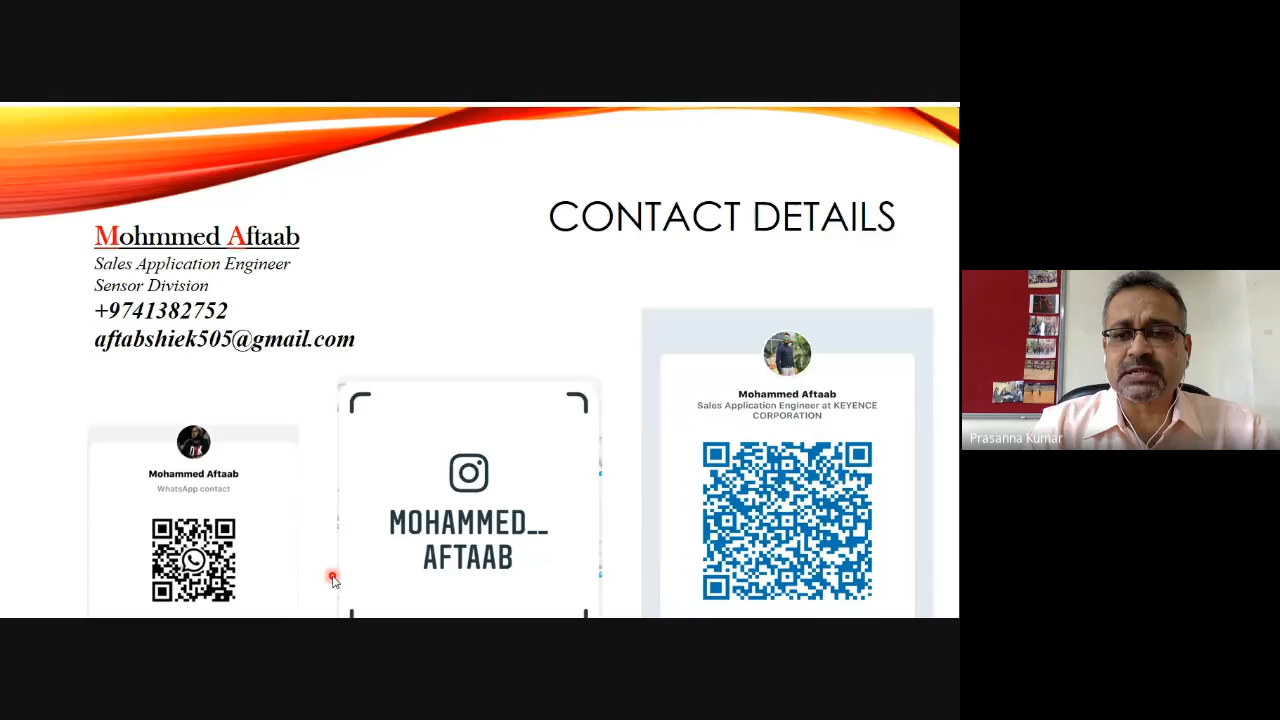 CONTACT DETAILS
Mohmmed Aftaab
Sales Application Engineer
Sensor Division
+9741382752
aftabshiek505@gmail.com
Mohammed Aftaab
WhatsApp contact
MOHAMMED__
AFTAAB
Mohammed Aftaab
Sales Application Engineer at KEYENCE
CORPORATION
Prasanna Kumar